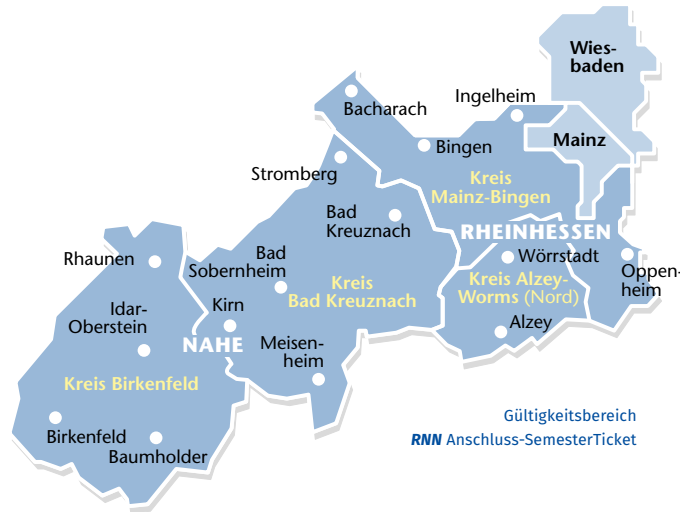 Wies-
baden
Bacharach
Ingelheim
Mainz
Bingen
Stromberg
Kreis
Mainz-Bingen
Bad
Kreuznach
RHEINHESSEN
Rhaunen
Bad
Sobernheim
Wörrstadt
Oppen-
heim
Kreis
Bad Kreuznach
Kreis Alzey-
Worms (Nord)
Idar-
Oberstein
Kirn
Alzey
NAHE
Meisen-
heim
Kreis Birkenfeld
Birkenfeld
Baumholder
Gültigkeitsbereich
RNN Anschluss-SemesterTicket